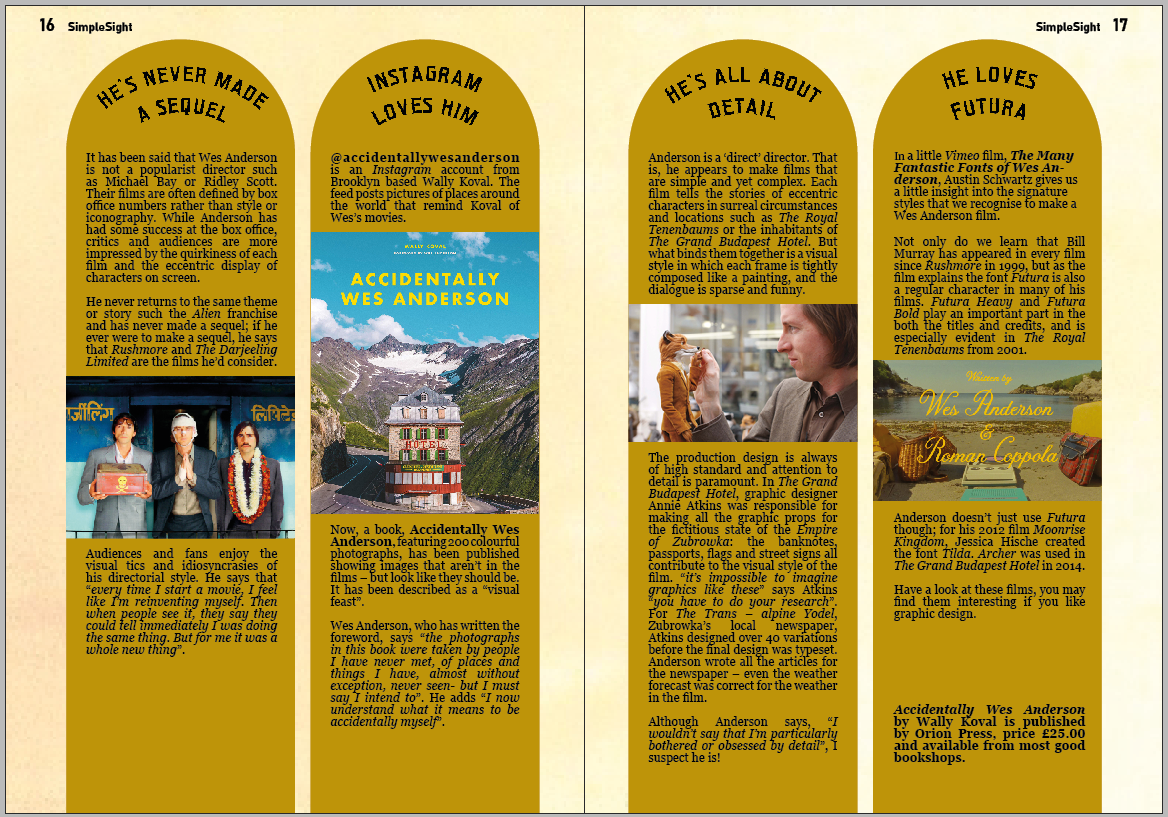 16 SimpleSight
HE'S NEVER MADE
A SEQUEL
It has been said that Wes Anderson
is not a popularist director such
as Michael Bay or Ridley Scott.
Their films are often defined by box
office numbers rather than style or
iconography. While Anderson has
had some success at the box office,
critics and audiences are more
impressed by the quirkiness of each
film and the eccentric display of
characters on screen.
He never returns to the same theme
or story such the Alien franchise
and has never made a sequel; if he
ever were to make a sequel, he says
that Rushmore and The Darjeeling
Limited are the films he'd consider.
लिमिटेड
Audiences and fans enjoy the
visual tics and idiosyncrasies of
his directorial style. He says that
“every time I start a movie, I feel
like I'm reinventing myself. Then
when people see it, they say they
could tell immediately I was doing
the same thing. But for me it was a
whole new thing”.
INSTAGRAM
LOVES HIM
@accidentallywesanderson
is an Instagram account from
Brooklyn based Wally Koval. The
feed posts pictures of places around
the world that remind Koval of
Wes's movies.
WALLY KOVAL
ACCIDENTALLY
WES ANDERSON
HOTEL
Now, a book, Accidentally Wes
Anderson, featuring 200 colourful
photographs, has been published
showing images that aren't in the
films – but look like they should be.
It has been described as a “visual
feast”.
Wes Anderson, who has written the
foreword, says “the photographs
in this book were taken by people
I have never met, of places and
things I have, almost without
exception, never seen- but I must
say I intend to”. He adds “I now
understand what it means to be
accidentally myself”.
SimpleSight 17
HE'S ALL ABOUT
DETAIL
Anderson is a ‘direct’ director. That
is, he appears to make films that
are simple and yet complex. Each
film tells the stories of eccentric
characters in surreal circumstances
and locations such as The Royal
Tenenbaums or the inhabitants of
The Grand Budapest Hotel. But
what binds them together is a visual
style in which each frame is tightly
composed like a painting, and the
dialogue is sparse and funny.
The production design is always
of high standard and attention to
detail is paramount. In The Grand
Budapest Hotel, graphic designer
Annie Atkins was responsible for
making all the graphic props for
the fictitious state of the Empire
of Zubrowka: the banknotes,
passports, flags and street signs all
contribute to the visual style of the
film. “it's impossible to imagine
graphics like these” says Atkins
“you have to do your research”.
For The Trans – alpine Yodel,
Zubrowka's local newspaper,
Atkins designed over 40 variations
before the final design was typeset.
Anderson wrote all the articles for
the newspaper – even the weather
forecast was correct for the weather
in the film.
Although Anderson says, “I
wouldn't say that I'm particularly
bothered or obsessed by detail”, I
suspect he is!
HE LOVES
FUTURA
In a little Vimeo film, The Many
Fantastic Fonts of Wes An-
derson, Austin Schwartz gives us
a little insight into the signature
styles that we recognise to make a
Wes Anderson film.
Not only do we learn that Bill
Murray has appeared in every film
since Rushmore in 1999, but as the
film explains the font Futura is also
a regular character in many of his
films. Futura Heavy and Futura
Bold play an important part in the
both the titles and credits, and is
especially evident in The Royal
Tenenbaums from 2001.
Written by
Wes Anderson
&
Roman Coppola
Anderson doesn't just use Futura
though; for his 2012 film Moonrise
Kingdom, Jessica Hische created
the font Tilda. Archer was used in
The Grand Budapest Hotel in 2014.
Have a look at these films, you may
find them interesting if you like
graphic design.
Accidentally Wes Anderson
by Wally Koval is published
by Orion Press, price £25.00
and available from most good
bookshops.